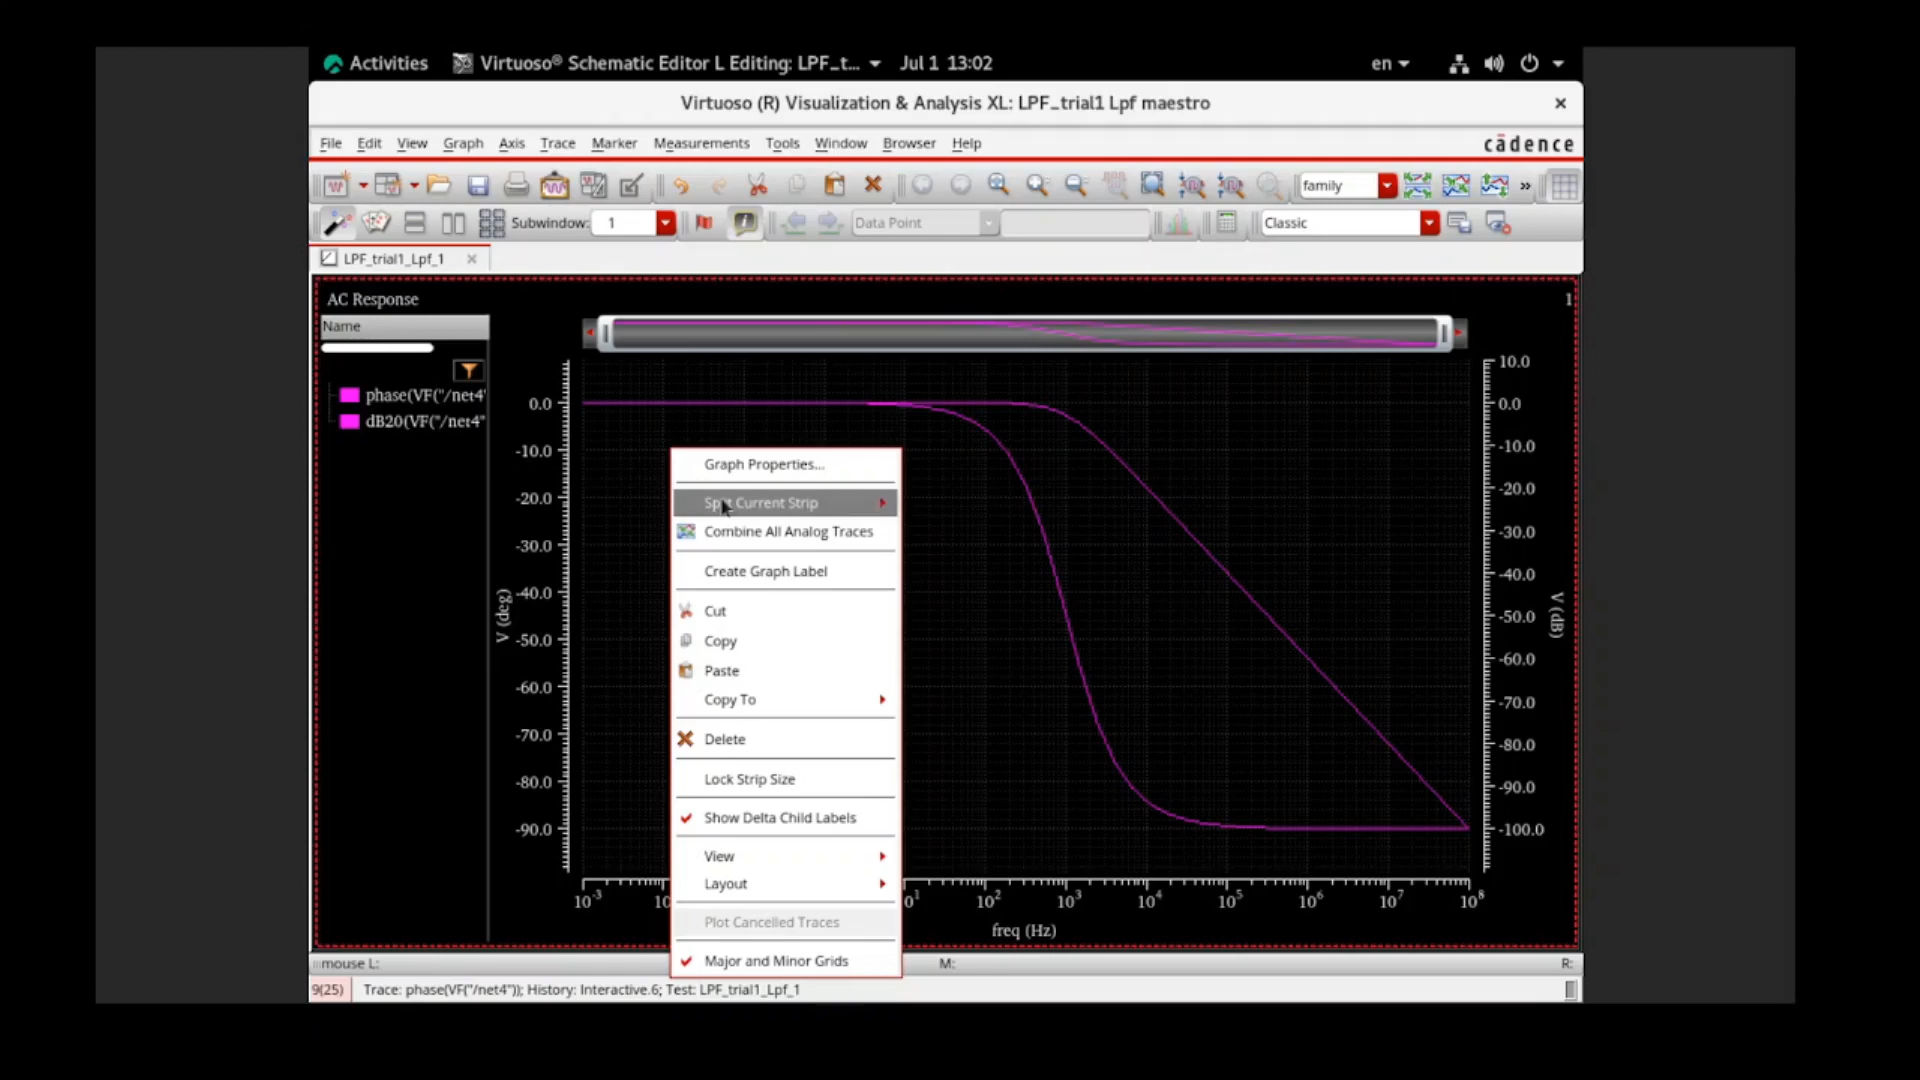 Activities Virtuoso® Schematic Editor L Editing: LPF_t... Jul 1 13:02 en
Virtuoso (R) Visualization & Analysis XL: LPF_trial1 Lpf maestro
File Edit View Graph Axis Trace Marker Measurements Tools Window Browser Help cādence
family »
Subwindow: 1 Data Point Classic
LPF_trial1_Lpf_1
AC Response 1
Name
phase(VF("/net4"
dB20(VF("/net4"
10.0
0.0 0.0
-10.0 -10.0
-20.0 -20.0
-30.0 -30.0
-40.0 -40.0
-50.0 -50.0
-60.0 -60.0
-70.0 -70.0
-80.0 -80.0
-90.0 -90.0
-100.0
V (deg)
V (dB)
Graph Properties...
Split Current Strip
Combine All Analog Traces
Create Graph Label
Cut
Copy
Paste
Copy To
Delete
Lock Strip Size
Show Delta Child Labels
View
Layout
Plot Cancelled Traces
Major and Minor Grids
10-3 10² 10³ 10⁴ 10⁵ 10⁶ 10⁷ 10⁸
freq (Hz)
mouse L: M: R:
9(25) Trace: phase(VF("/net4")); History: Interactive.6; Test: LPF_trial1_Lpf_1